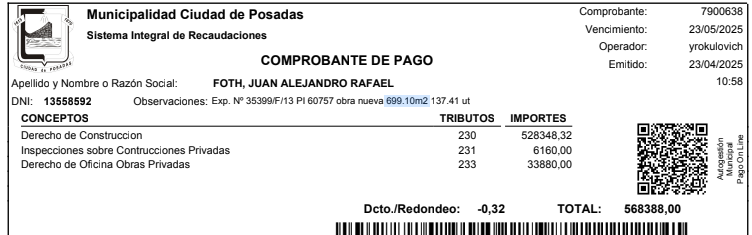 Municipalidad Ciudad de Posadas
Sistema Integral de Recaudaciones
Comprobante: 7900638
Vencimiento: 23/05/2025
Operador: yrokulovich
Emitido: 23/04/2025
10:58
CIUDAD de POSADAS
COMPROBANTE DE PAGO
Apellido y Nombre o Razón Social: FOTH, JUAN ALEJANDRO RAFAEL
DNI: 13558592 Observaciones: Exp. Nº 35399/F/13 PI 60757 obra nueva 699.10m2 137.41 ut
CONCEPTOS TRIBUTOS IMPORTES
Derecho de Construccion 230 528348,32
Inspecciones sobre Contrucciones Privadas 231 6160,00
Derecho de Oficina Obras Privadas 233 33880,00
Autogestión
Municipal
Pago On Line
Dcto./Redondeo: -0,32 TOTAL: 568388,00